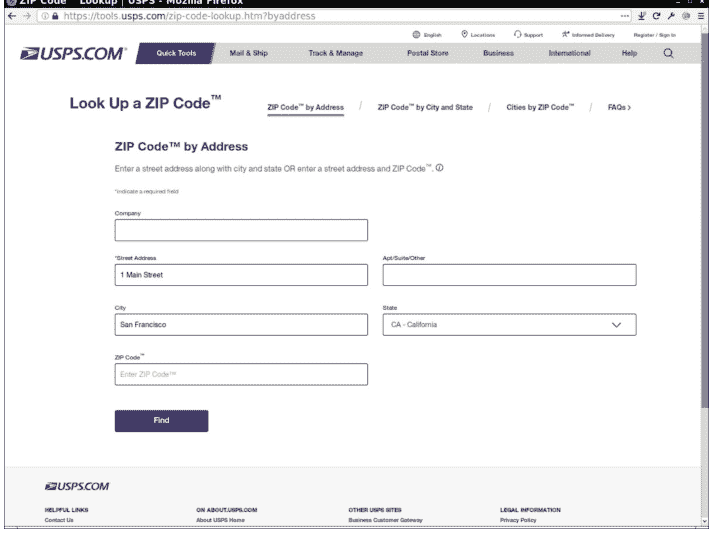 ZIP Code™ Lookup | USPS - Mozilla Firefox
https://tools.usps.com/zip-code-lookup.htm?byaddress
English Locations Support Informed Delivery Register / Sign In
USPS.COM® Quick Tools Mail & Ship Track & Manage Postal Store Business International Help
Look Up a ZIP Code™ ZIP Code™ by Address / ZIP Code™ by City and State / Cities by ZIP Code™ / FAQs >
ZIP Code™ by Address
Enter a street address along with city and state OR enter a street address and ZIP Code™.
*indicate a required field
Company
*Street Address Apt/Suite/Other
1 Main Street
City State
San Francisco CA - California
ZIP Code™
Enter ZIP Code™
Find
USPS.COM
HELPFUL LINKS ON ABOUT.USPS.COM OTHER USPS SITES LEGAL INFORMATION
Contact Us About USPS Home Business Customer Gateway Privacy Policy